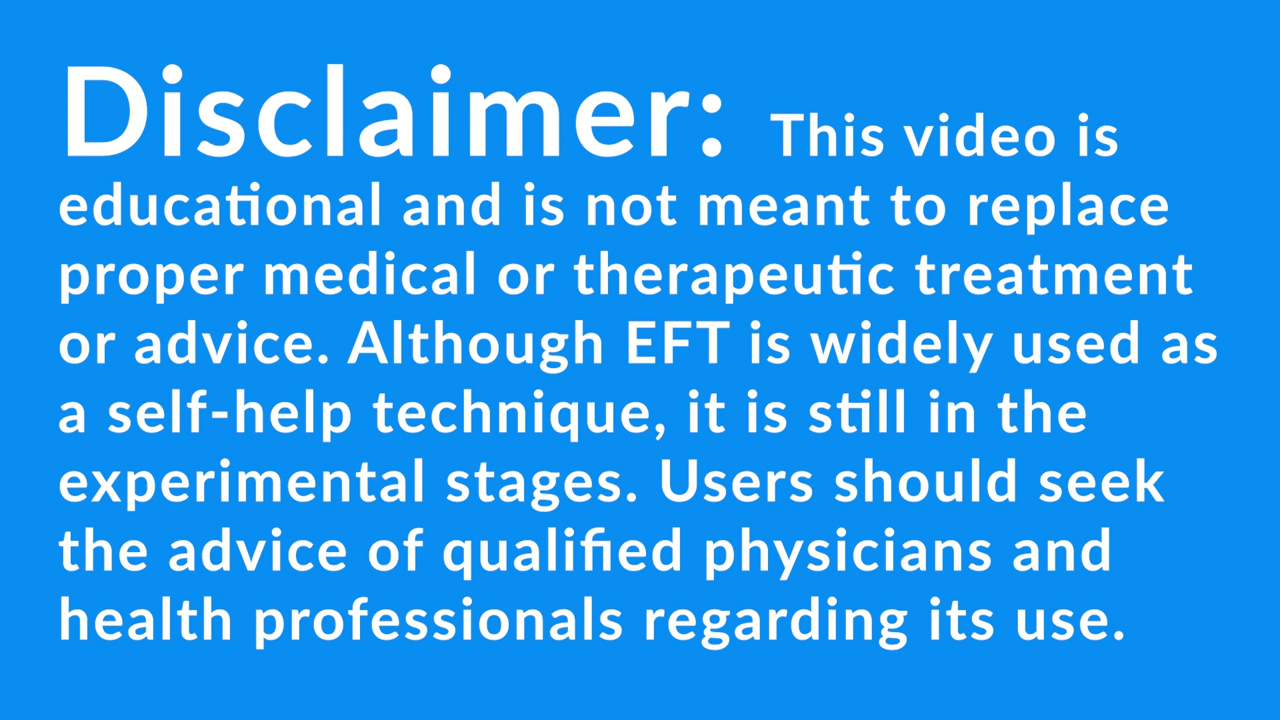 Disclaimer: This video is
educational and is not meant to replace
proper medical or therapeutic treatment
or advice. Although EFT is widely used as
a self-help technique, it is still in the
experimental stages. Users should seek
the advice of qualified physicians and
health professionals regarding its use.